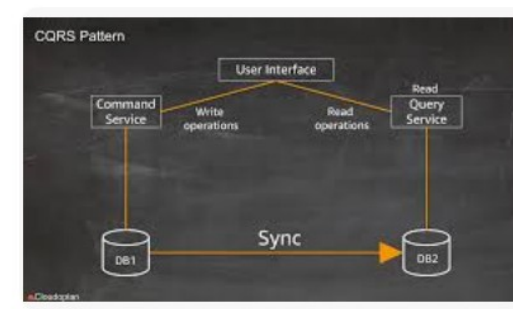 CQRS Pattern
User Interface
Read
Command
Service
Write
operations
Read
operations
Query
Service
Sync
DB1
DB2